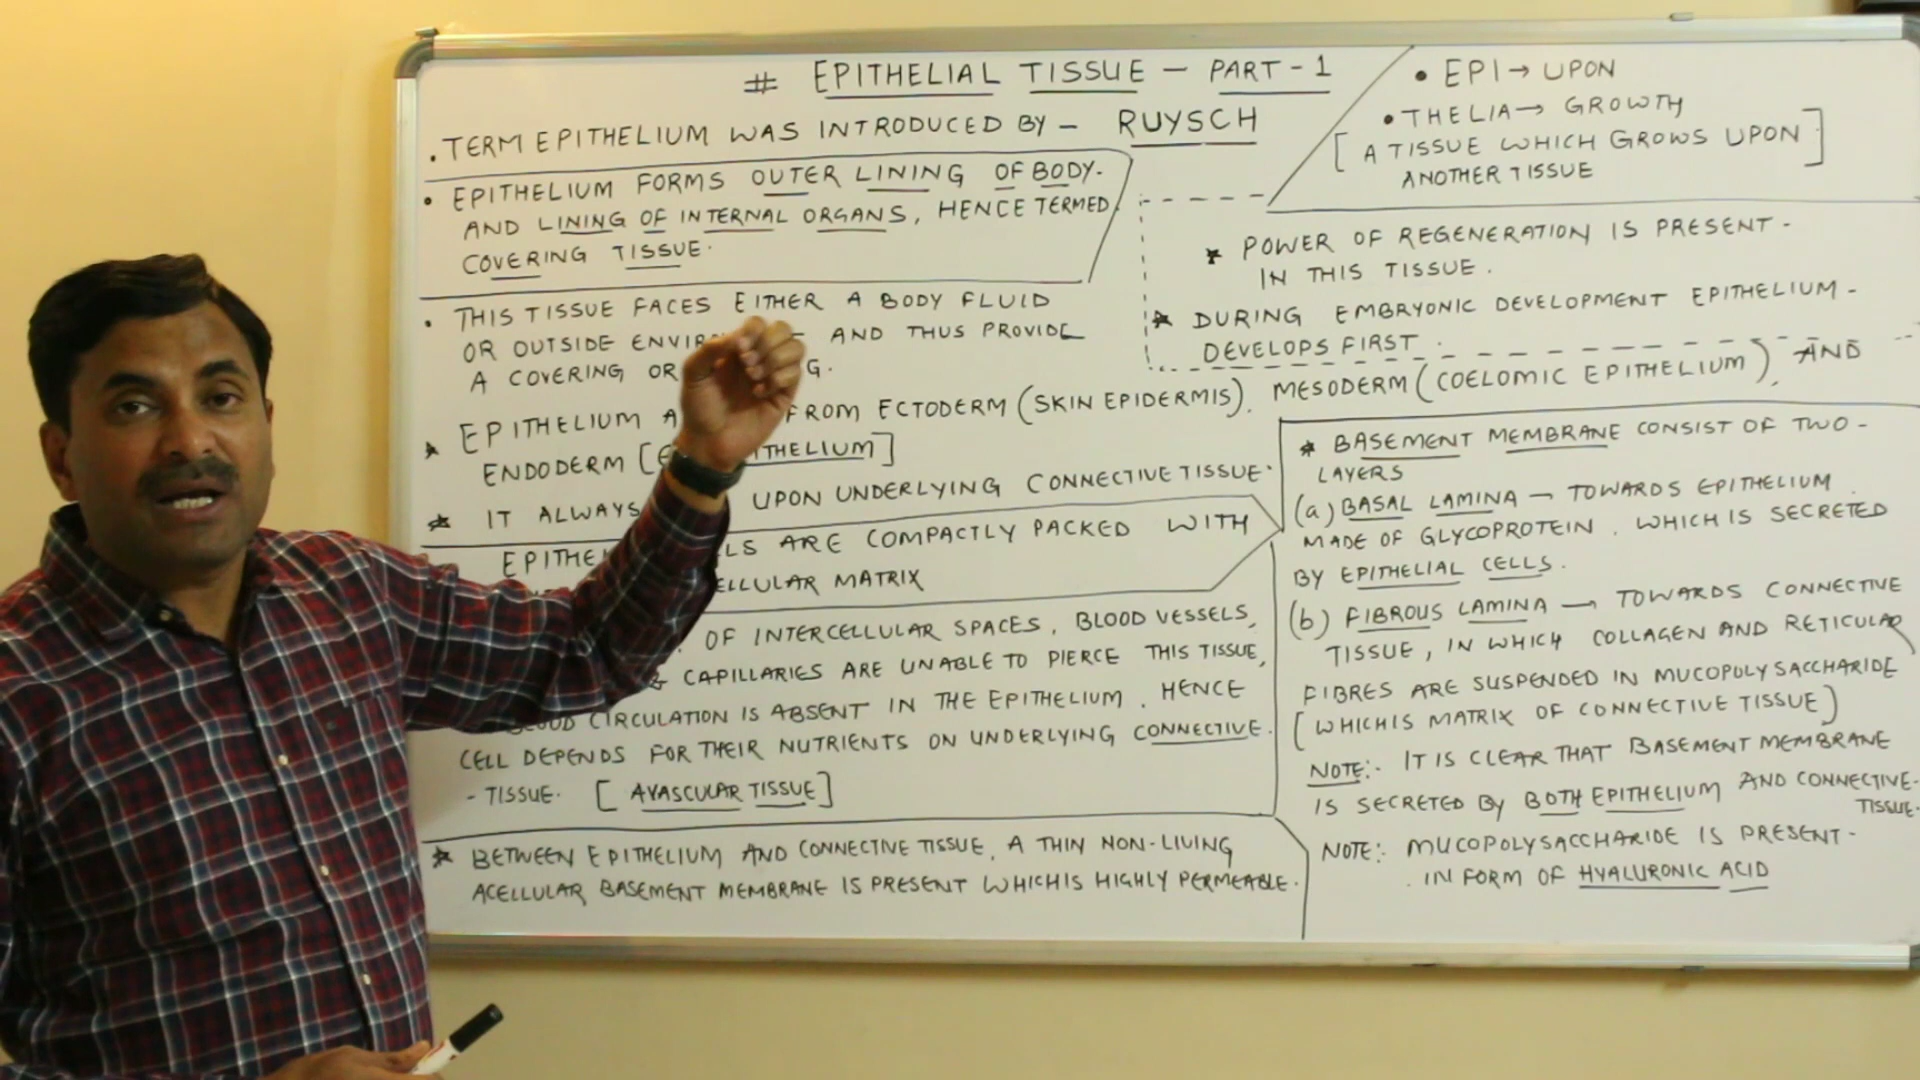 # EPITHELIAL TISSUE — PART-1
. TERM EPITHELIUM WAS INTRODUCED BY - RUYSCH
• EPITHELIUM FORMS OUTER LINING OF BODY.
AND LINING OF INTERNAL ORGANS, HENCE TERMED
COVERING TISSUE.
• THIS TISSUE FACES EITHER A BODY FLUID
OR OUTSIDE AND THUS PROVIDE
A COVERING OR
★ EPITHELIUM FROM ECTODERM (SKIN EPIDERMIS), MESODERM (COELOMIC EPITHELIUM), AND
ENDODERM [
★ IT ALWAYS UPON UNDERLYING CONNECTIVE TISSUE.
ARE COMPACTLY PACKED WITH
MATRIX
OF INTERCELLULAR SPACES, BLOOD VESSELS,
& CAPILLARIES ARE UNABLE TO PIERCE THIS TISSUE,
CIRCULATION IS ABSENT IN THE EPITHELIUM. HENCE
CELL DEPENDS FOR THEIR NUTRIENTS ON UNDERLYING CONNECTIVE.
- TISSUE. [AVASCULAR TISSUE]
★ BETWEEN EPITHELIUM AND CONNECTIVE TISSUE, A THIN NON-LIVING
ACELLULAR BASEMENT MEMBRANE IS PRESENT WHICH IS HIGHLY PERMEABLE.
• EPI → UPON
• THELIA → GROWTH
[A TISSUE WHICH GROWS UPON
ANOTHER TISSUE]
★ POWER OF REGENERATION IS PRESENT -
IN THIS TISSUE.
★ DURING EMBRYONIC DEVELOPMENT EPITHELIUM -
DEVELOPS FIRST.
★ BASEMENT MEMBRANE CONSIST OF TWO -
LAYERS
(a) BASAL LAMINA — TOWARDS EPITHELIUM
MADE OF GLYCOPROTEIN. WHICH IS SECRETED
BY EPITHELIAL CELLS.
(b) FIBROUS LAMINA — TOWARDS CONNECTIVE
TISSUE, IN WHICH COLLAGEN AND RETICULAR
FIBRES ARE SUSPENDED IN MUCOPOLYSACCHARIDE
[WHICH IS MATRIX OF CONNECTIVE TISSUE]
NOTE:- IT IS CLEAR THAT BASEMENT MEMBRANE
IS SECRETED BY BOTH EPITHELIUM AND CONNECTIVE-
TISSUE.
NOTE:- MUCOPOLYSACCHARIDE IS PRESENT -
IN FORM OF HYALURONIC ACID